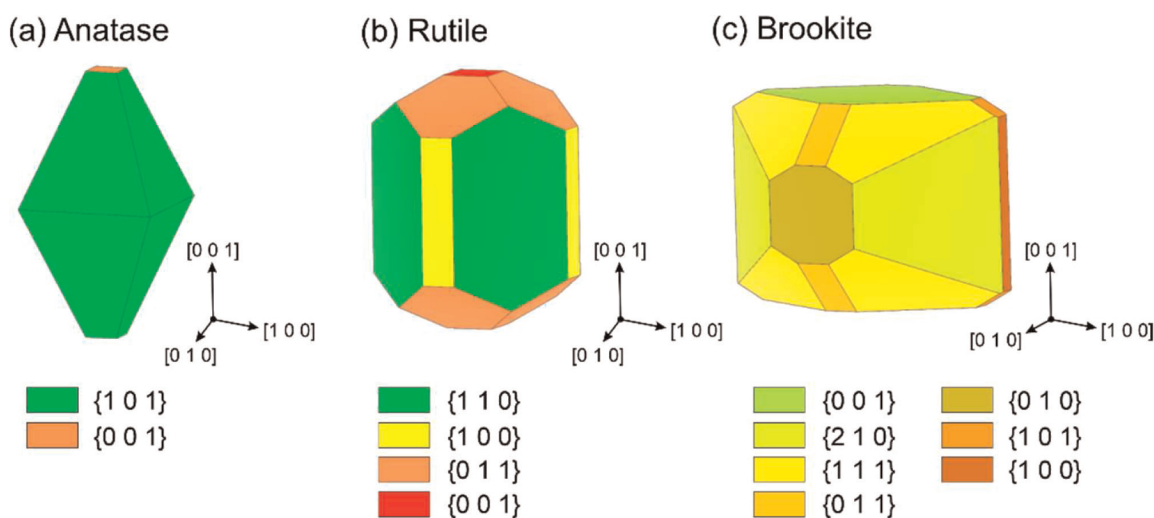 (a) Anatase
(b) Rutile
(c) Brookite
[0 0 1]
[1 0 0]
[0 1 0]
[0 0 1]
[1 0 0]
[0 1 0]
[0 0 1]
[1 0 0]
[0 1 0]
{1 0 1}
{0 0 1}
{1 1 0}
{1 0 0}
{0 1 1}
{0 0 1}
{0 0 1}
{2 1 0}
{1 1 1}
{0 1 1}
{0 1 0}
{1 0 1}
{1 0 0}